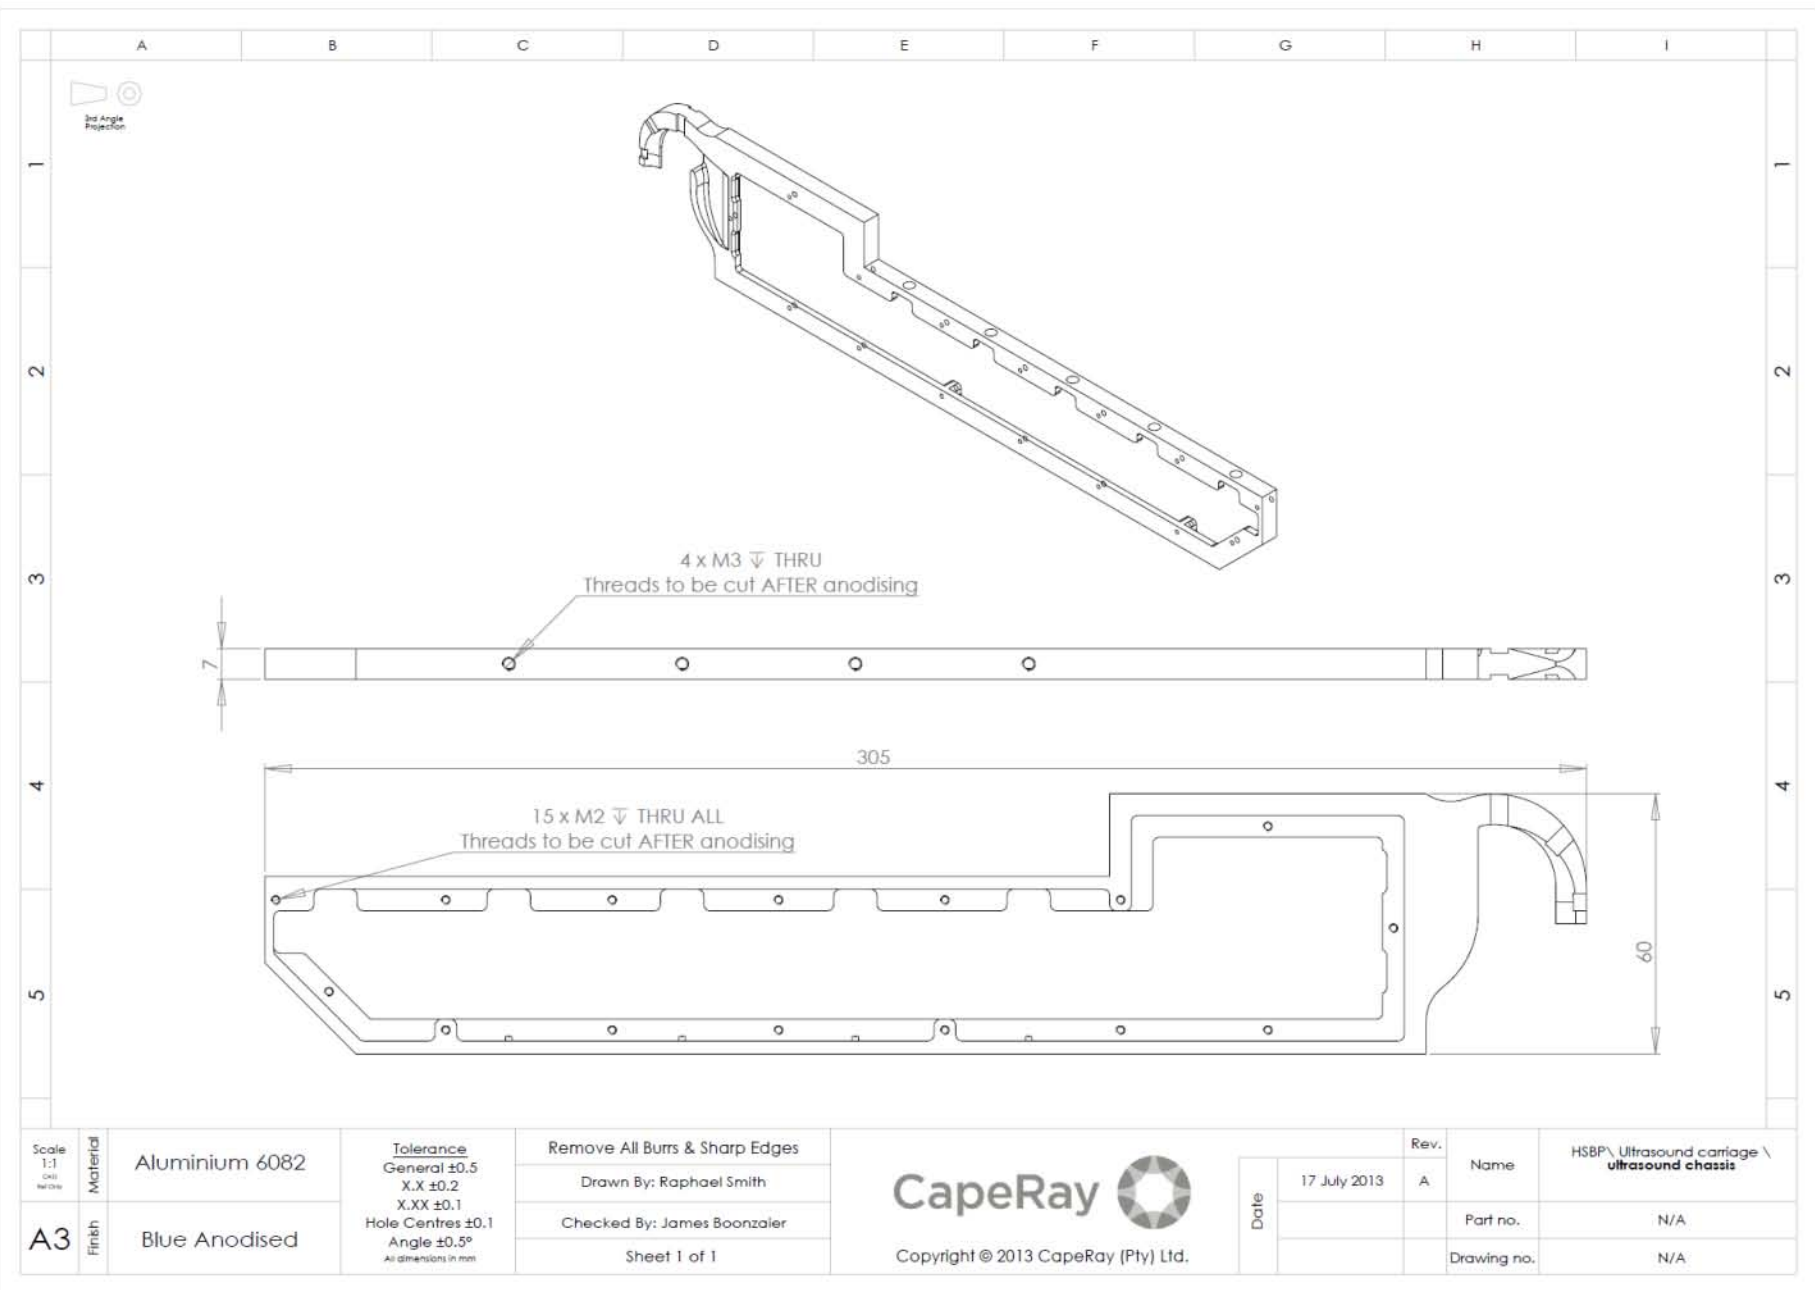 A B C D E F G H I
3rd Angle
Projection
1 1
2 2
3 3
4 4
5 5
4 x M3 ↧ THRU
Threads to be cut AFTER anodising
7
305
15 x M2 ↧ THRU ALL
Threads to be cut AFTER anodising
60
Scale
1:1
Material
Aluminium 6082
A3
Finish
Blue Anodised
Tolerance
General ±0.5
X.X ±0.2
X.XX ±0.1
Hole Centres ±0.1
Angle ±0.5°
All dimensions in mm
Remove All Burrs & Sharp Edges
Drawn By: Raphael Smith
Checked By: James Boonzaier
Sheet 1 of 1
CapeRay
Copyright © 2013 CapeRay (Pty) Ltd.
Date
17 July 2013
Rev.
A
Name
HSBP\ Ultrasound carriage \
ultrasound chassis
Part no.
N/A
Drawing no.
N/A